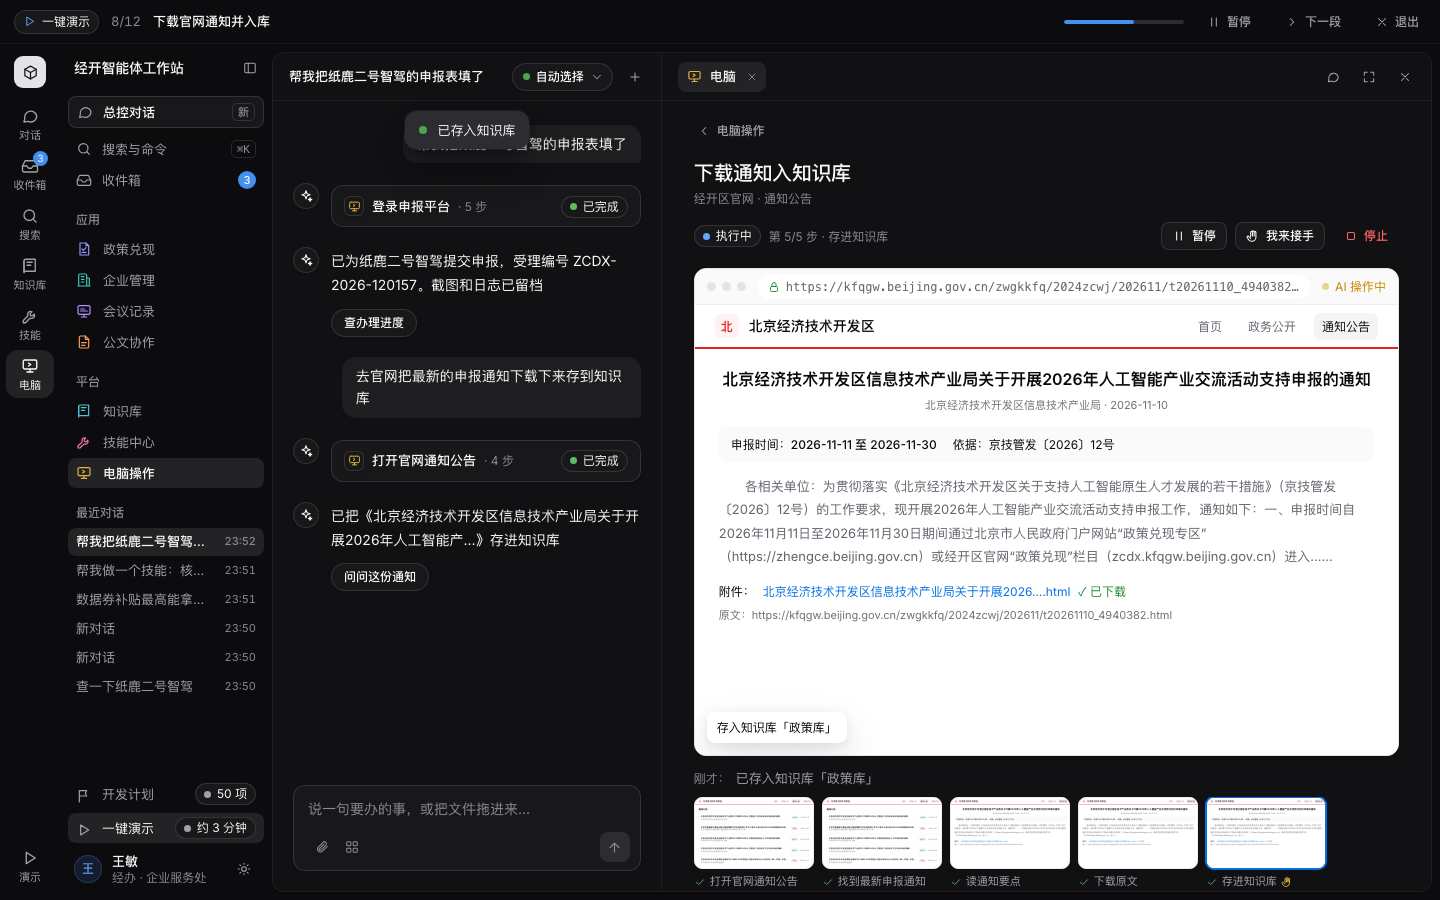 一键演示
8/12
下载官网通知并入库
暂停
下一段
退出
对话
3
收件箱
搜索
知识库
技能
电脑
演示
经开智能体工作站
总控对话
新
搜索与命令
⌘K
收件箱
3
应用
政策兑现
企业管理
会议记录
公文协作
平台
知识库
技能中心
电脑操作
最近对话
帮我把纸鹿二号智驾...
23:52
帮我做一个技能：核...
23:51
数据券补贴最高能拿...
23:51
新对话
23:50
新对话
23:50
查一下纸鹿二号智驾
23:50
开发计划
50 项
一键演示
约 3 分钟
王
王敏
经办 · 企业服务处
帮我把纸鹿二号智驾的申报表填了
自动选择
已存入知识库
智驾的申报表填了
登录申报平台 · 5 步
已完成
已为纸鹿二号智驾提交申报，受理编号 ZCDX-
2026-120157。截图和日志已留档
查办理进度
去官网把最新的申报通知下载下来存到知识
库
打开官网通知公告 · 4 步
已完成
已把《北京经济技术开发区信息技术产业局关于开
展2026年人工智能产...》存进知识库
问问这份通知
说一句要办的事，或把文件拖进来...
电脑
电脑操作
下载通知入知识库
经开区官网 · 通知公告
执行中
第 5/5 步 · 存进知识库
暂停
我来接手
停止
https://kfqgw.beijing.gov.cn/zwgkkfq/2024zcwj/202611/t20261110_4940382...
AI 操作中
北
北京经济技术开发区
首页
政务公开
通知公告
北京经济技术开发区信息技术产业局关于开展2026年人工智能产业交流活动支持申报的通知
北京经济技术开发区信息技术产业局 · 2026-11-10
申报时间：2026-11-11 至 2026-11-30
依据：京技管发〔2026〕12号
各相关单位：为贯彻落实《北京经济技术开发区关于支持人工智能原生人才发展的若干措施》（京技管发
〔2026〕12号）的工作要求，现开展2026年人工智能产业交流活动支持申报工作，通知如下：一、申报时间自
2026年11月11日至2026年11月30日期间通过北京市人民政府门户网站“政策兑现专区”
（https://zhengce.beijing.gov.cn）或经开区官网“政策兑现”栏目（zcdx.kfqgw.beijing.gov.cn）进入……
附件：
北京经济技术开发区信息技术产业局关于开展2026....html
✓ 已下载
原文：https://kfqgw.beijing.gov.cn/zwgkkfq/2024zcwj/202611/t20261110_4940382.html
存入知识库「政策库」
刚才：
已存入知识库「政策库」
打开官网通知公告
找到最新申报通知
读通知要点
下载原文
存进知识库